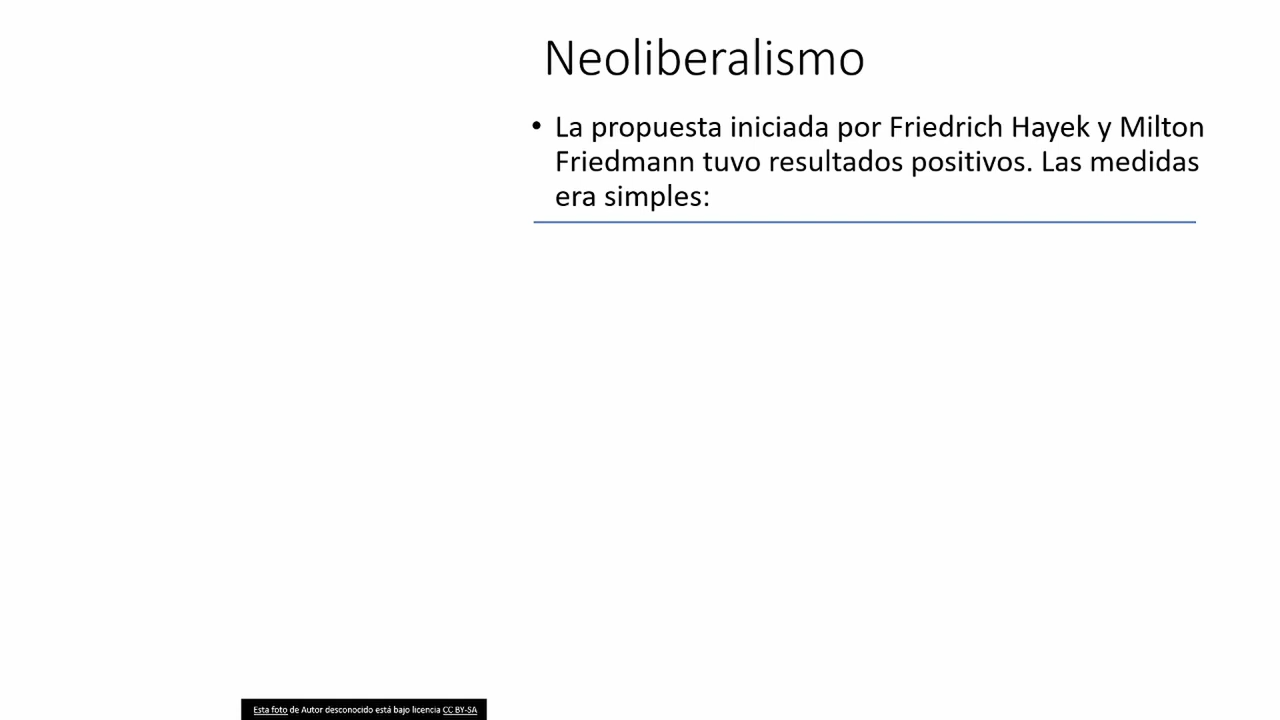 Neoliberalismo
• La propuesta iniciada por Friedrich Hayek y Milton
Friedmann tuvo resultados positivos. Las medidas
era simples:
Esta foto de Autor desconocido está bajo licencia CC BY-SA